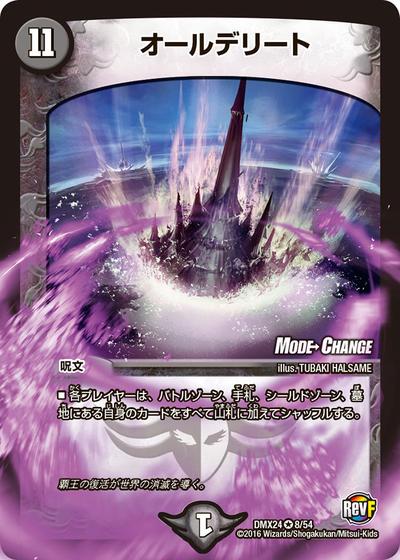 11
オールデリート
MODE CHANGE
illus. TUBAKI HALSAME
呪文
■ 各プレイヤーは、バトルゾーン、手札、シールドゾーン、墓
地にある自身のカードをすべて山札に加えてシャッフルする。
覇王の復活が世界の消滅を導く。
RevF
DMX24 ✪ 8/54
©2016 Wizards/Shogakukan/Mitsui-Kids